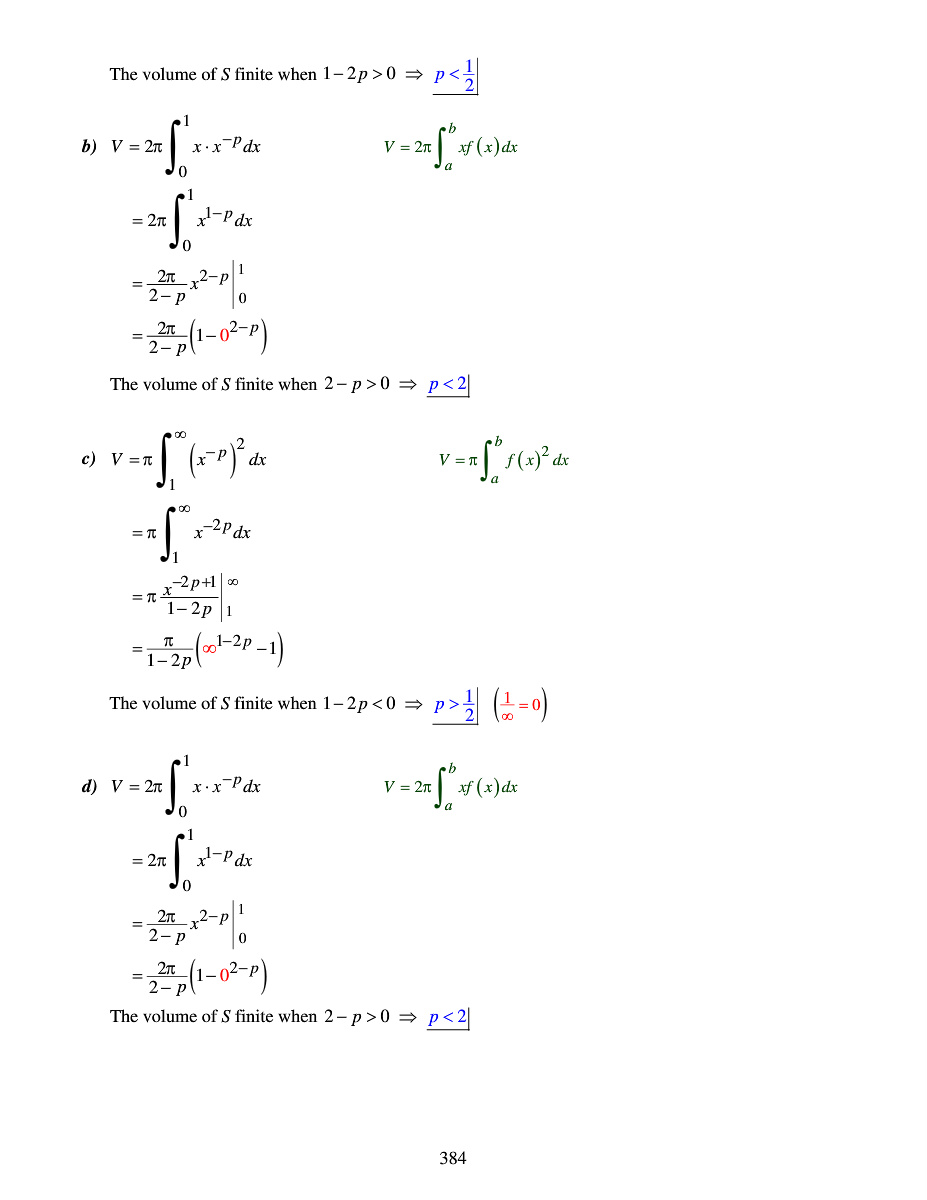 The volume of S finite when 1 − 2p > 0 ⇒ p < 1/2
b) V = 2π ∫₀¹ x · x^(−p) dx    V = 2π ∫ₐᵇ xf(x)dx
= 2π ∫₀¹ x^(1−p) dx
= 2π/(2 − p) x^(2−p) |₀¹
= 2π/(2 − p) (1 − 0^(2−p))
The volume of S finite when 2 − p > 0 ⇒ p < 2
c) V = π ∫₁^∞ (x^(−p))² dx    V = π ∫ₐᵇ f(x)² dx
= π ∫₁^∞ x^(−2p) dx
= π x^(−2p+1)/(1 − 2p) |₁^∞
= π/(1 − 2p) (∞^(1−2p) − 1)
The volume of S finite when 1 − 2p < 0 ⇒ p > 1/2 (1/∞ = 0)
d) V = 2π ∫₀¹ x · x^(−p) dx    V = 2π ∫ₐᵇ xf(x)dx
= 2π ∫₀¹ x^(1−p) dx
= 2π/(2 − p) x^(2−p) |₀¹
= 2π/(2 − p) (1 − 0^(2−p))
The volume of S finite when 2 − p > 0 ⇒ p < 2
384